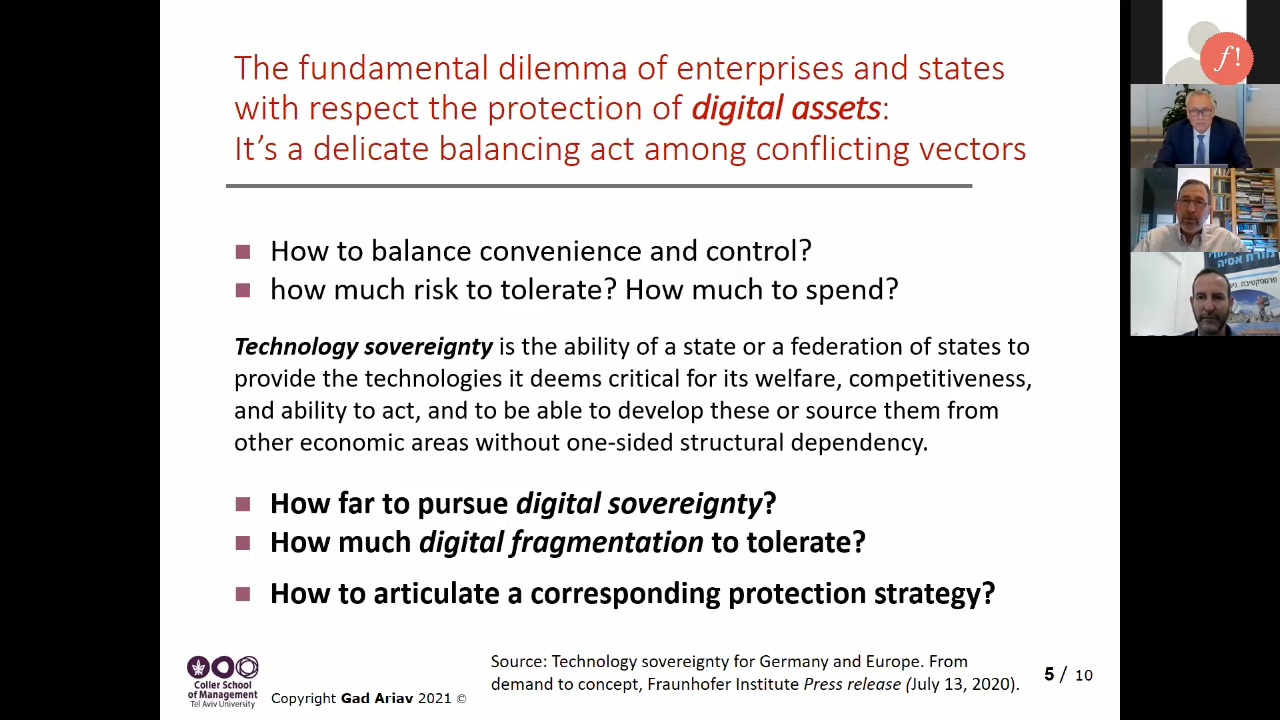 The fundamental dilemma of enterprises and states
with respect the protection of digital assets:
It's a delicate balancing act among conflicting vectors
How to balance convenience and control?
how much risk to tolerate? How much to spend?
Technology sovereignty is the ability of a state or a federation of states to
provide the technologies it deems critical for its welfare, competitiveness,
and ability to act, and to be able to develop these or source them from
other economic areas without one-sided structural dependency.
How far to pursue digital sovereignty?
How much digital fragmentation to tolerate?
How to articulate a corresponding protection strategy?
Coller School
of Management
Tel Aviv University
Copyright Gad Ariav 2021 ©
Source: Technology sovereignty for Germany and Europe. From
demand to concept, Fraunhofer Institute Press release (July 13, 2020).
5 / 10
f!
מזרח אסיה